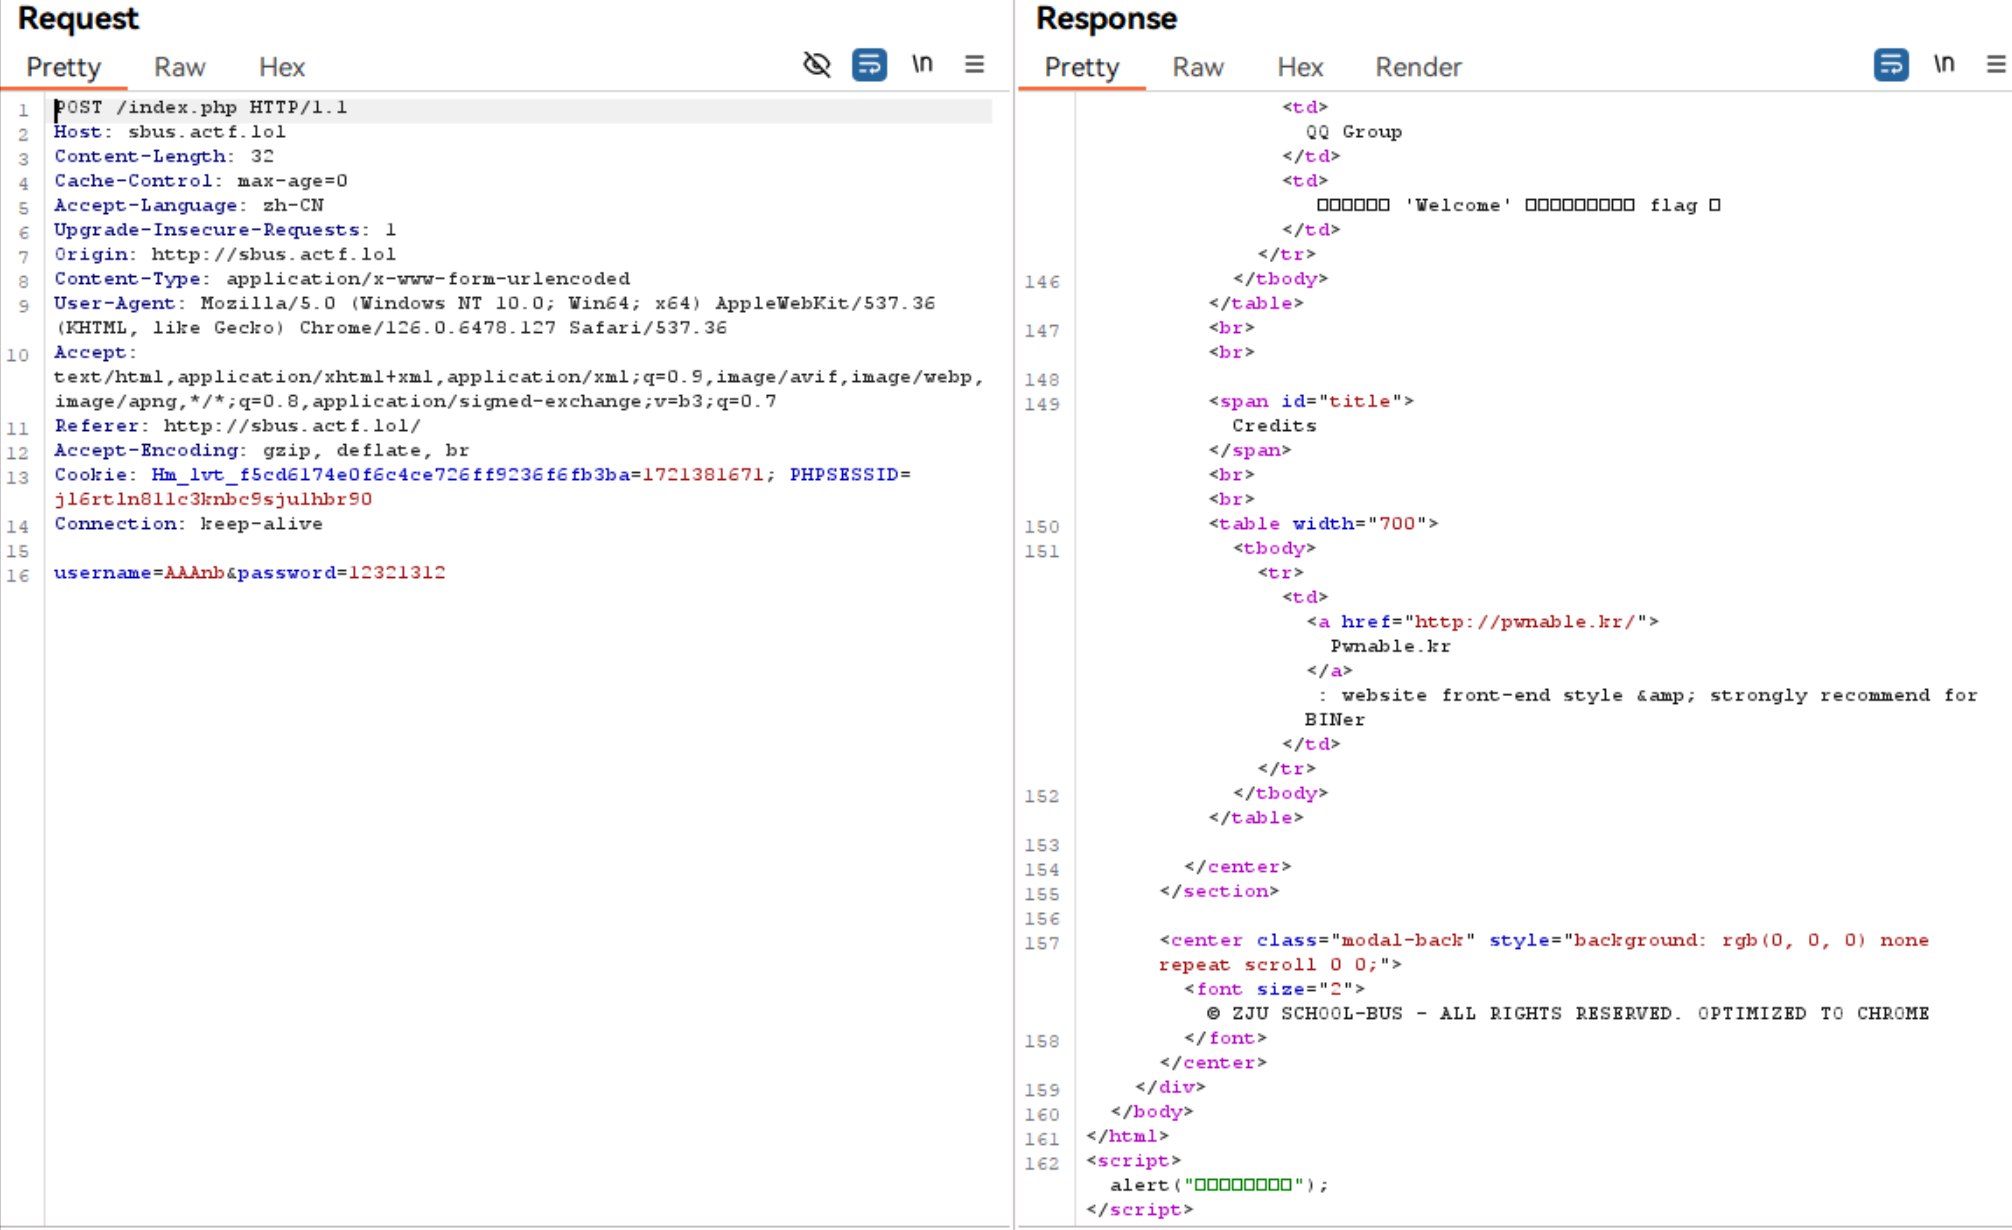 Request
Pretty Raw Hex \n
1 POST /index.php HTTP/1.1
2 Host: sbus.actf.lol
3 Content-Length: 32
4 Cache-Control: max-age=0
5 Accept-Language: zh-CN
6 Upgrade-Insecure-Requests: 1
7 Origin: http://sbus.actf.lol
8 Content-Type: application/x-www-form-urlencoded
9 User-Agent: Mozilla/5.0 (Windows NT 10.0; Win64; x64) AppleWebKit/537.36
(KHTML, like Gecko) Chrome/126.0.6478.127 Safari/537.36
10 Accept:
text/html,application/xhtml+xml,application/xml;q=0.9,image/avif,image/webp,
image/apng,*/*;q=0.8,application/signed-exchange;v=b3;q=0.7
11 Referer: http://sbus.actf.lol/
12 Accept-Encoding: gzip, deflate, br
13 Cookie: Hm_lvt_f5cd6174e0f6c4ce726ff9236f6fb3ba=1721381671; PHPSESSID=
14 Connection: keep-alive
15
16 username=AAAnb&password=12321312
Response
Pretty Raw Hex Render \n
<td>
QQ Group
</td>
<td>
□□□□□□ 'Welcome' □□□□□□□□□ flag □
</td>
</tr>
146 </tbody>
</table>
147 <br>
<br>
148
149 <span id="title">
Credits
</span>
<br>
<br>
150 <table width="700">
151 <tbody>
<tr>
<td>
<a href="http://pwnable.kr/">
Pwnable.kr
</a>
: website front-end style &amp; strongly recommend for
BINer
</td>
</tr>
152 </tbody>
</table>
153
154 </center>
155 </section>
156
157 <center class="modal-back" style="background: rgb(0, 0, 0) none
repeat scroll 0 0;">
<font size="2">
© ZJU SCHOOL-BUS - ALL RIGHTS RESERVED. OPTIMIZED TO CHROME
158 </font>
</center>
159 </div>
160 </body>
161 </html>
162 <script>
alert("□□□□□□□□");
</script>